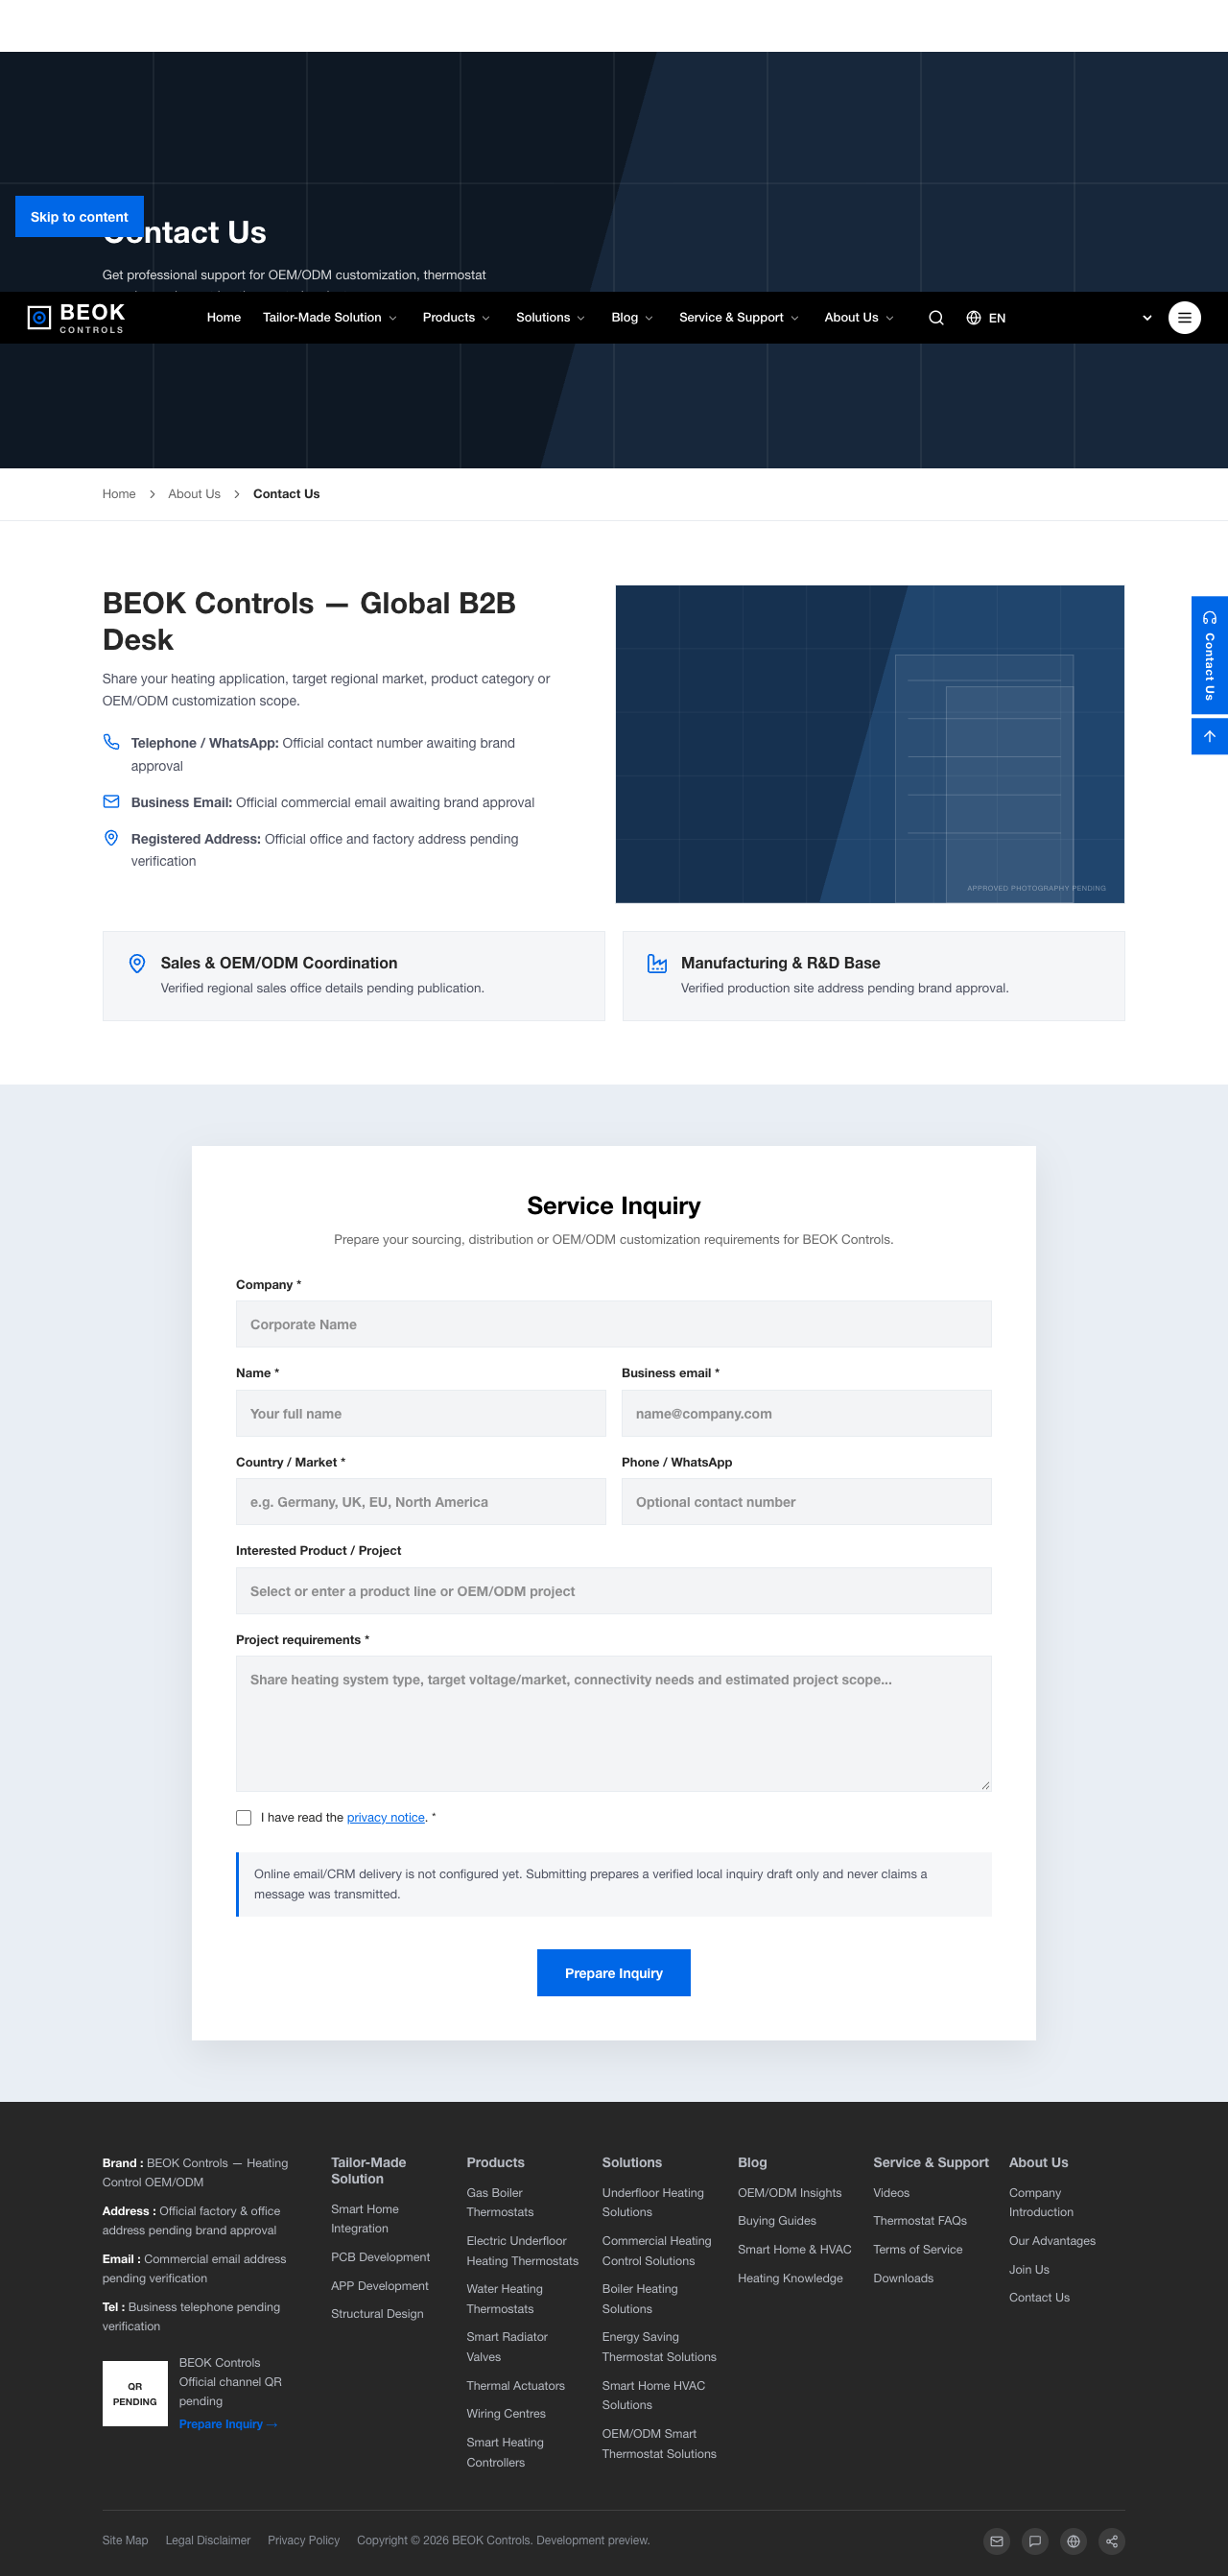 Skip to content
Contact Us
Get professional support for OEM/ODM customization, thermostat
BEOK
CONTROLS
Home
Tailor-Made Solution
Products
Solutions
Blog
Service & Support
About Us
EN
Home
About Us
Contact Us
BEOK Controls — Global B2B
Desk
Share your heating application, target regional market, product category or
OEM/ODM customization scope.
Telephone / WhatsApp: Official contact number awaiting brand
approval
Business Email: Official commercial email awaiting brand approval
Registered Address: Official office and factory address pending
verification
APPROVED PHOTOGRAPHY PENDING
Contact Us
Sales & OEM/ODM Coordination
Verified regional sales office details pending publication.
Manufacturing & R&D Base
Verified production site address pending brand approval.
Service Inquiry
Prepare your sourcing, distribution or OEM/ODM customization requirements for BEOK Controls.
Company *
Corporate Name
Name *
Business email *
Your full name
name@company.com
Country / Market *
Phone / WhatsApp
e.g. Germany, UK, EU, North America
Optional contact number
Interested Product / Project
Select or enter a product line or OEM/ODM project
Project requirements *
Share heating system type, target voltage/market, connectivity needs and estimated project scope...
I have read the privacy notice. *
Online email/CRM delivery is not configured yet. Submitting prepares a verified local inquiry draft only and never claims a
message was transmitted.
Prepare Inquiry
Brand : BEOK Controls — Heating
Control OEM/ODM
Address : Official factory & office
address pending brand approval
Email : Commercial email address
pending verification
Tel : Business telephone pending
verification
QR
PENDING
BEOK Controls
Official channel QR
pending
Prepare Inquiry →
Tailor-Made
Solution
Smart Home
Integration
PCB Development
APP Development
Structural Design
Products
Gas Boiler
Thermostats
Electric Underfloor
Heating Thermostats
Water Heating
Thermostats
Smart Radiator
Valves
Thermal Actuators
Wiring Centres
Smart Heating
Controllers
Solutions
Underfloor Heating
Solutions
Commercial Heating
Control Solutions
Boiler Heating
Solutions
Energy Saving
Thermostat Solutions
Smart Home HVAC
Solutions
OEM/ODM Smart
Thermostat Solutions
Blog
OEM/ODM Insights
Buying Guides
Smart Home & HVAC
Heating Knowledge
Service & Support
Videos
Thermostat FAQs
Terms of Service
Downloads
About Us
Company
Introduction
Our Advantages
Join Us
Contact Us
Site Map
Legal Disclaimer
Privacy Policy
Copyright © 2026 BEOK Controls. Development preview.